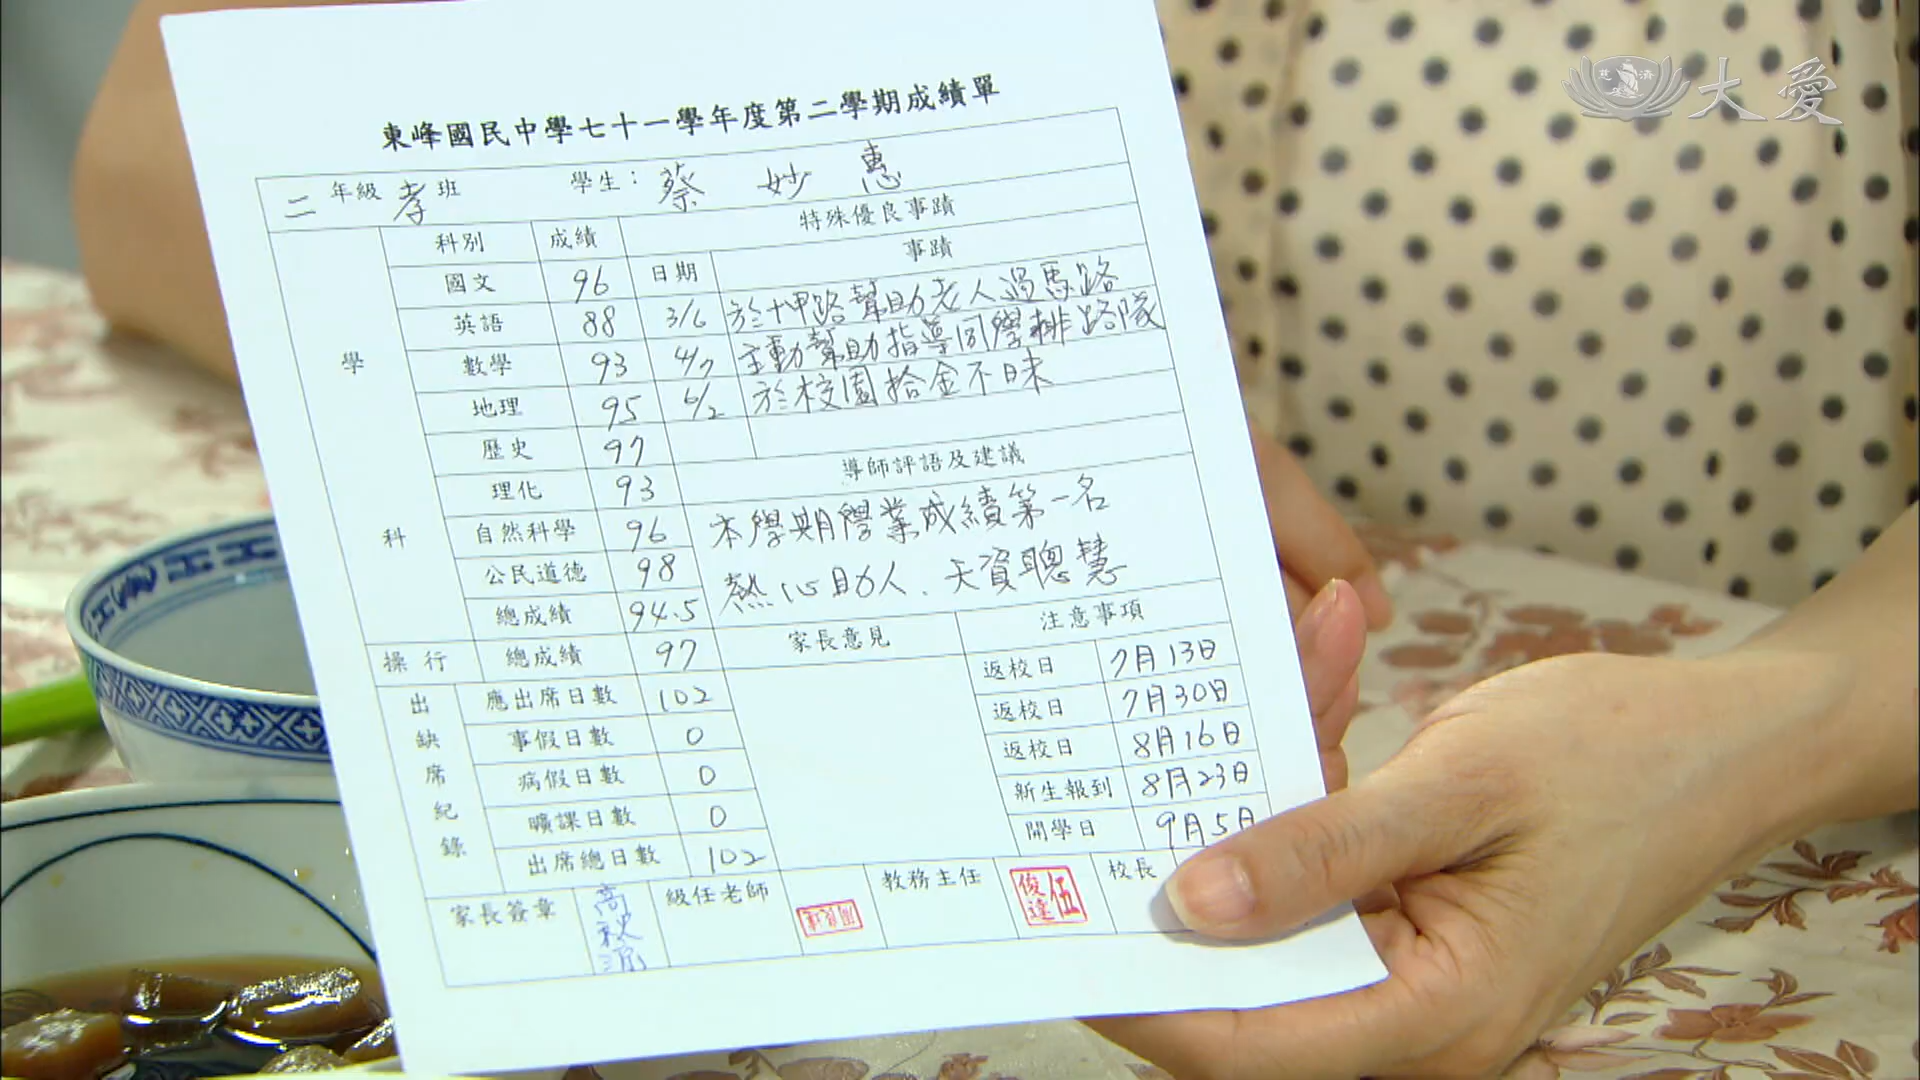 慈濟 大愛
東峰國民中學七十一學年度第二學期成績單
二 年級 孝 班 學生： 蔡 妙 惠
學科
科別 成績
國文 96
英語 88
數學 93
地理 95
歷史 97
理化 93
自然科學 96
公民道德 98
總成績 94.5
操行 總成績 97
特殊優良事蹟
日期 事蹟
3/6 於十甲路幫助老人過馬路
4/7 主動幫助指導同學排路隊
6/2 於校園拾金不昧
導師評語及建議
本學期學業成績第一名
熱心助人、天資聰慧
出缺席紀錄
應出席日數 102
事假日數 0
病假日數 0
曠課日數 0
出席總日數 102
家長意見
注意事項
返校日 7月13日
返校日 7月30日
返校日 8月16日
新生報到 8月23日
開學日 9月5日
家長簽章 高
級任老師
教務主任 伍俊達
校長